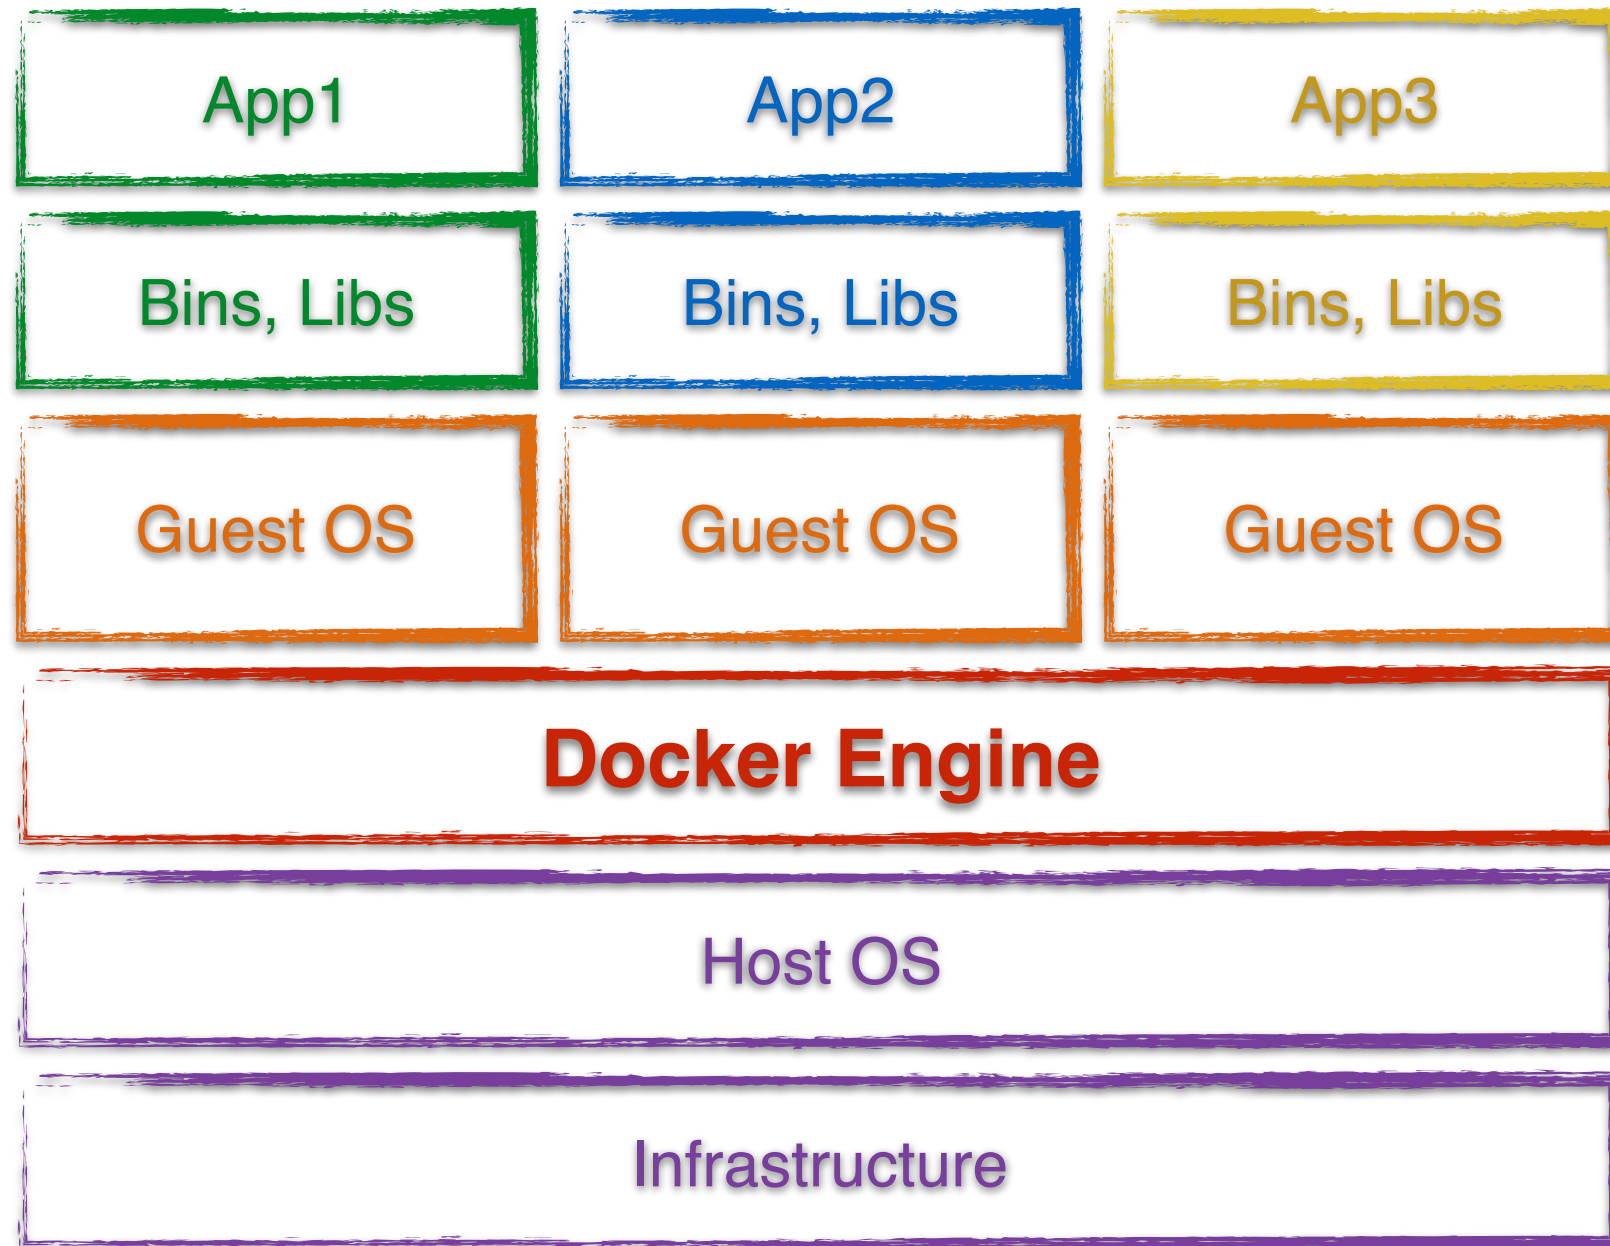 App1
App2
App3
Bins, Libs
Bins, Libs
Bins, Libs
Guest OS
Guest OS
Guest OS
Docker Engine
Host OS
Infrastructure